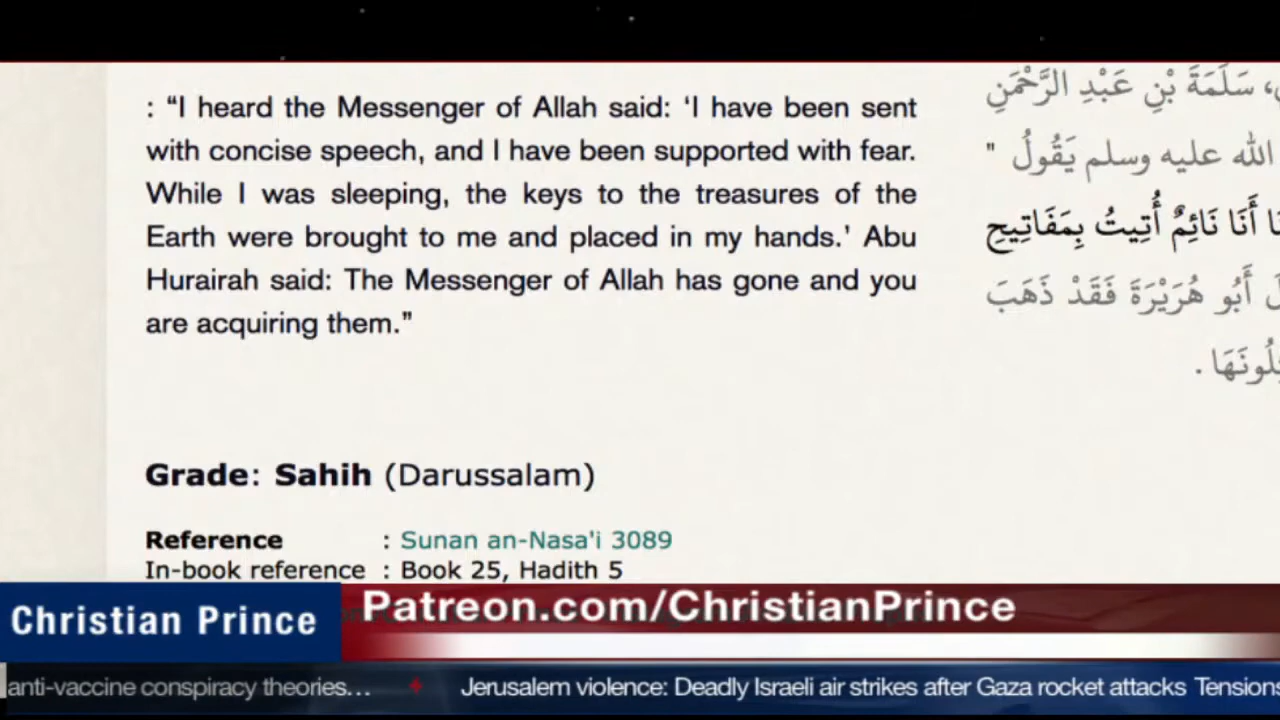 : “I heard the Messenger of Allah said: ‘I have been sent
with concise speech, and I have been supported with fear.
While I was sleeping, the keys to the treasures of the
Earth were brought to me and placed in my hands.’ Abu
Hurairah said: The Messenger of Allah has gone and you
are acquiring them.”
سَلَمَةَ بْنِ عَبْدِ الرَّحْمَنِ
الله عليه وسلم يَقُولُ "
أَنَا نَائِمٌ أُتِيتُ بِمَفَاتِيحِ
أَبُو هُرَيْرَةَ فَقَدْ ذَهَبَ
Grade: Sahih (Darussalam)
Reference : Sunan an-Nasa'i 3089
In-book reference : Book 25, Hadith 5
Christian Prince
Patreon.com/ChristianPrince
anti-vaccine conspiracy theories... Jerusalem violence: Deadly Israeli air strikes after Gaza rocket attacks Tensions